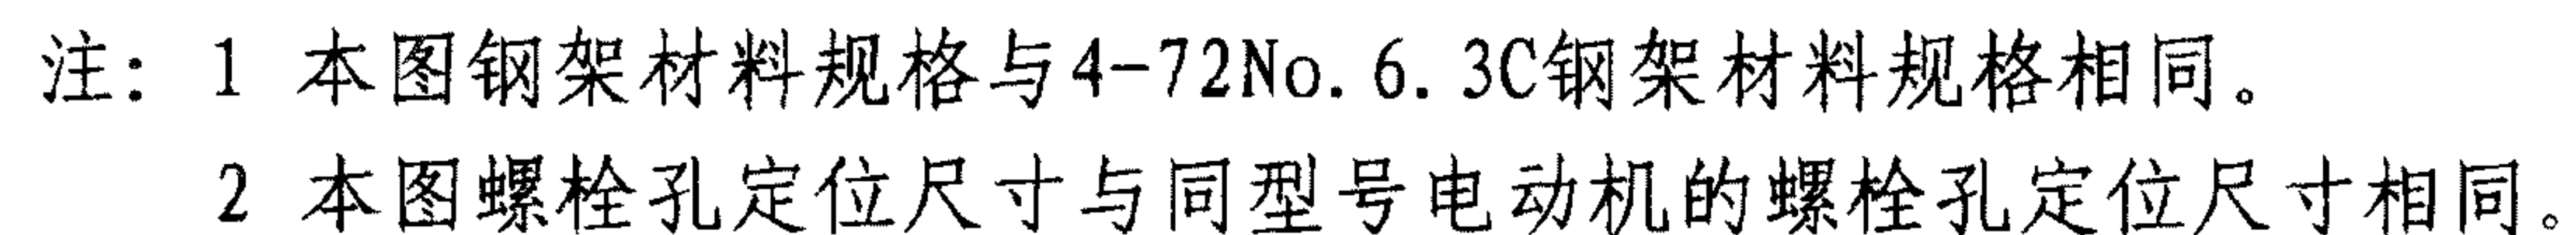 注：1 本图钢架材料规格与4-72No.6.3C钢架材料规格相同。
2 本图螺栓孔定位尺寸与同型号电动机的螺栓孔定位尺寸相同。